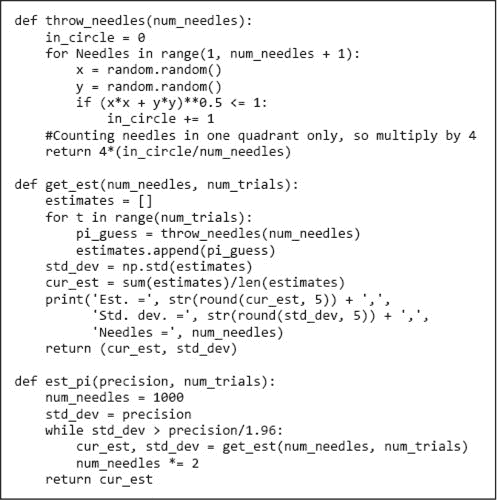 def throw_needles(num_needles):
    in_circle = 0
    for Needles in range(1, num_needles + 1):
        x = random.random()
        y = random.random()
        if (x*x + y*y)**0.5 <= 1:
            in_circle += 1
    #Counting needles in one quadrant only, so multiply by 4
    return 4*(in_circle/num_needles)

def get_est(num_needles, num_trials):
    estimates = []
    for t in range(num_trials):
        pi_guess = throw_needles(num_needles)
        estimates.append(pi_guess)
    std_dev = np.std(estimates)
    cur_est = sum(estimates)/len(estimates)
    print('Est. =', str(round(cur_est, 5)) + ',',
          'Std. dev. =', str(round(std_dev, 5)) + ',',
          'Needles =', num_needles)
    return (cur_est, std_dev)

def est_pi(precision, num_trials):
    num_needles = 1000
    std_dev = precision
    while std_dev > precision/1.96:
        cur_est, std_dev = get_est(num_needles, num_trials)
        num_needles *= 2
    return cur_est